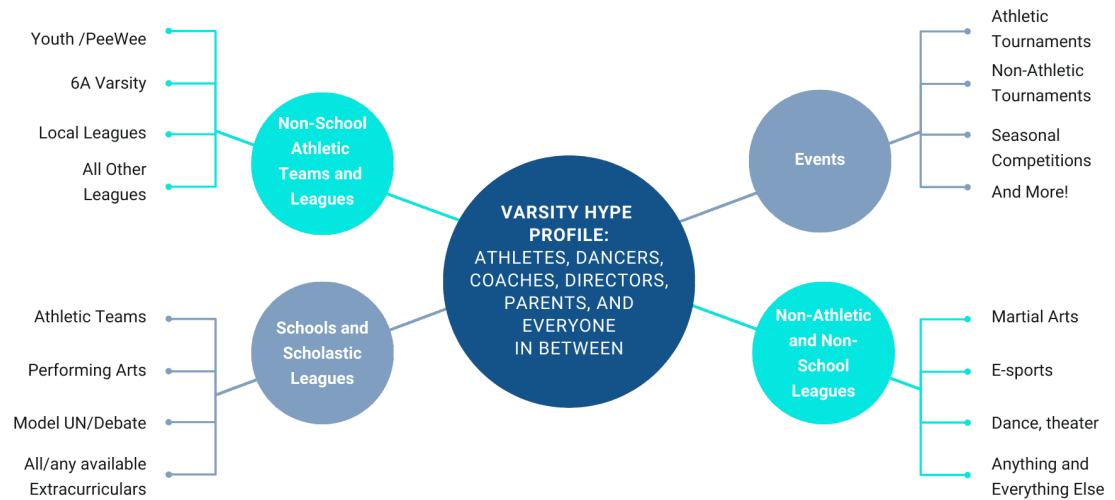 Youth /PeeWee
6A Varsity
Local Leagues
All Other
Leagues
Non-School
Athletic
Teams and
Leagues
Athletic Teams
Performing Arts
Model UN/Debate
All/any available
Extracurriculars
Schools and
Scholastic
Leagues
VARSITY HYPE
PROFILE:
ATHLETES, DANCERS,
COACHES, DIRECTORS,
PARENTS, AND
EVERYONE
IN BETWEEN
Events
Athletic
Tournaments
Non-Athletic
Tournaments
Seasonal
Competitions
And More!
Non-Athletic
and Non-
School
Leagues
Martial Arts
E-sports
Dance, theater
Anything and
Everything Else